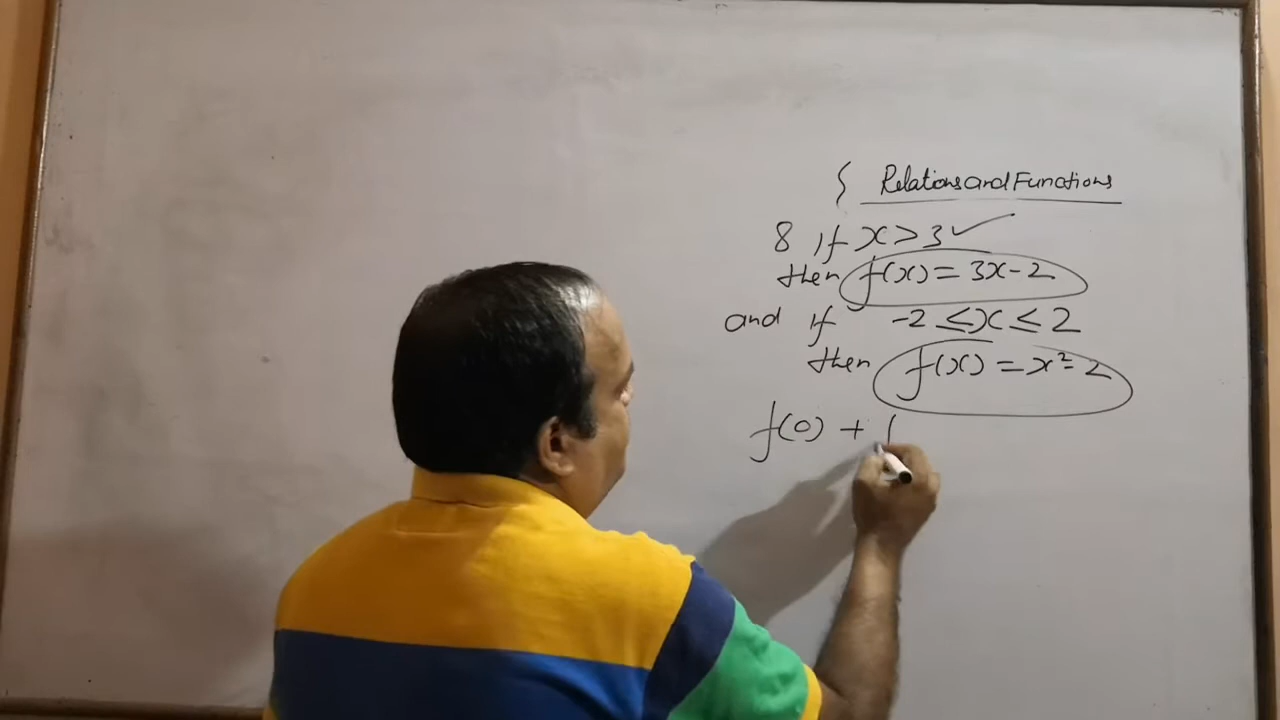 Relations and Functions
8 if x > 3 ✓
then f(x) = 3x - 2
and if -2 ≤ x ≤ 2
then f(x) = x² - 2
f(0) +